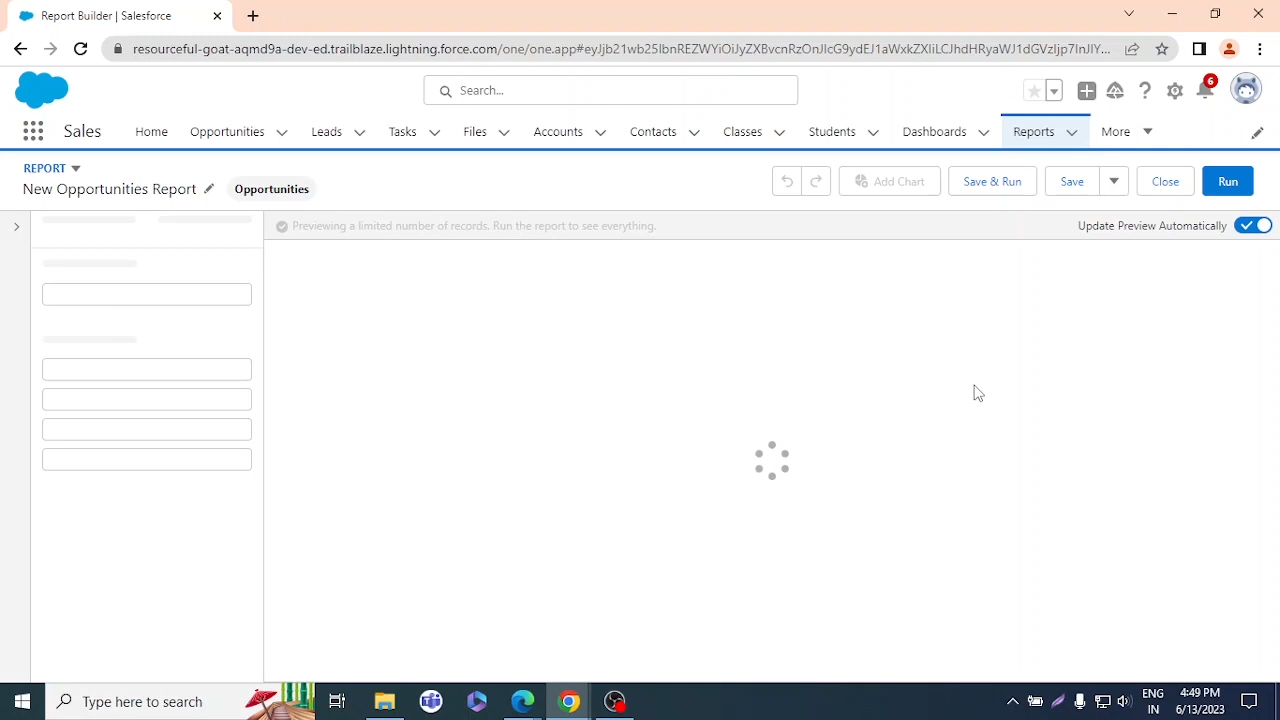 Report Builder | Salesforce
resourceful-goat-aqmd9a-dev-ed.trailblaze.lightning.force.com/one/one.app#eyJjb21wb25lbnREZWYiOiJyZXBvcnRzOnJlcG9ydEJ1aWxkZXIiLCJhdHRyaWJ1dGVzIjp7InJlY...
Search...
6
Sales
Home
Opportunities
Leads
Tasks
Files
Accounts
Contacts
Classes
Students
Dashboards
Reports
More
REPORT
New Opportunities Report
Opportunities
Add Chart
Save & Run
Save
Close
Run
Previewing a limited number of records. Run the report to see everything.
Update Preview Automatically
Type here to search
ENG
IN
4:49 PM
6/13/2023